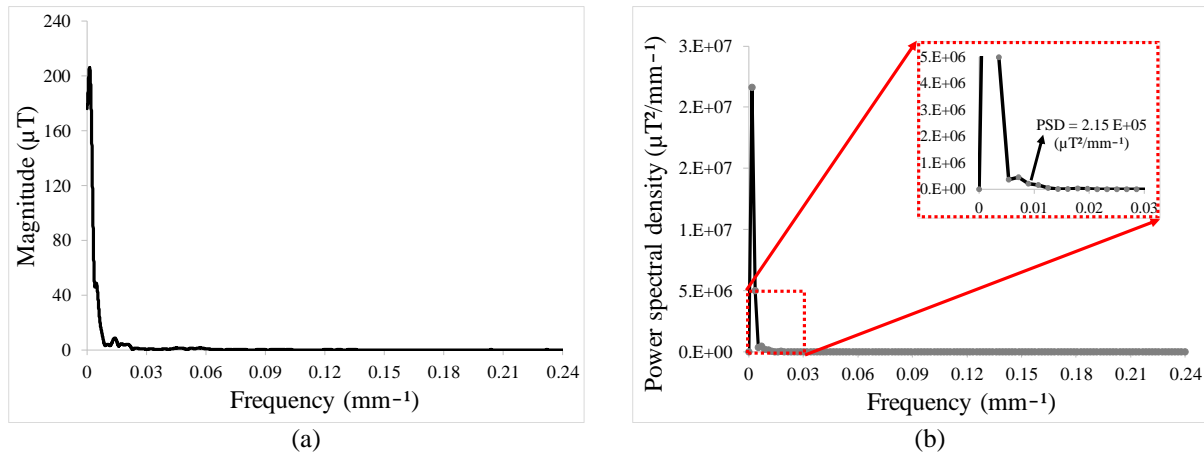 Magnitude (µT)
240
200
160
120
80
40
0
0 0.03 0.06 0.09 0.12 0.15 0.18 0.21 0.24
Frequency (mm⁻¹)
(a)
Power spectral density (µT²/mm⁻¹)
3.E+07
2.E+07
2.E+07
1.E+07
5.E+06
0.E+00
0 0.03 0.06 0.09 0.12 0.15 0.18 0.21 0.24
Frequency (mm⁻¹)
5.E+06
4.E+06
3.E+06
2.E+06
1.E+06
0.E+00
0 0.01 0.02 0.03
PSD = 2.15 E+05
(µT²/mm⁻¹)
(b)